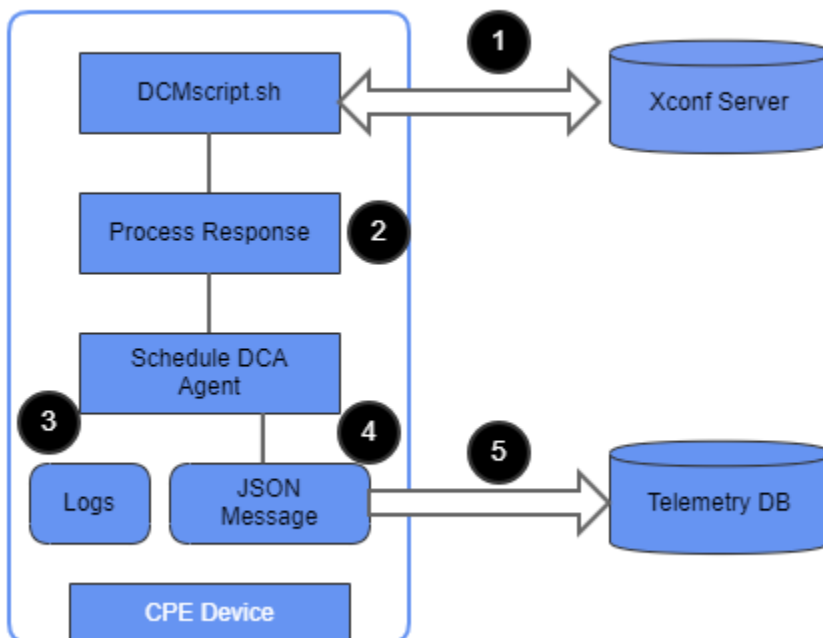 1
DCMscript.sh
Xconf Server
Process Response
2
Schedule DCA
Agent
3
4
5
Logs
JSON
Message
Telemetry DB
CPE Device